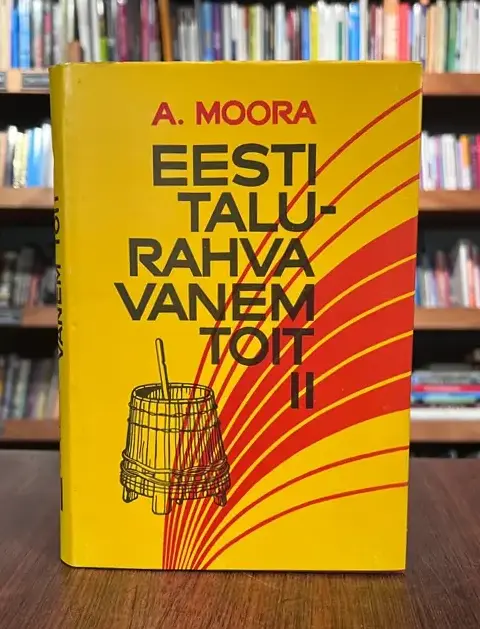 A. MOORA
EESTI
TALU-
RAHVA
VANEM
TOIT
II
VANEM TOIT